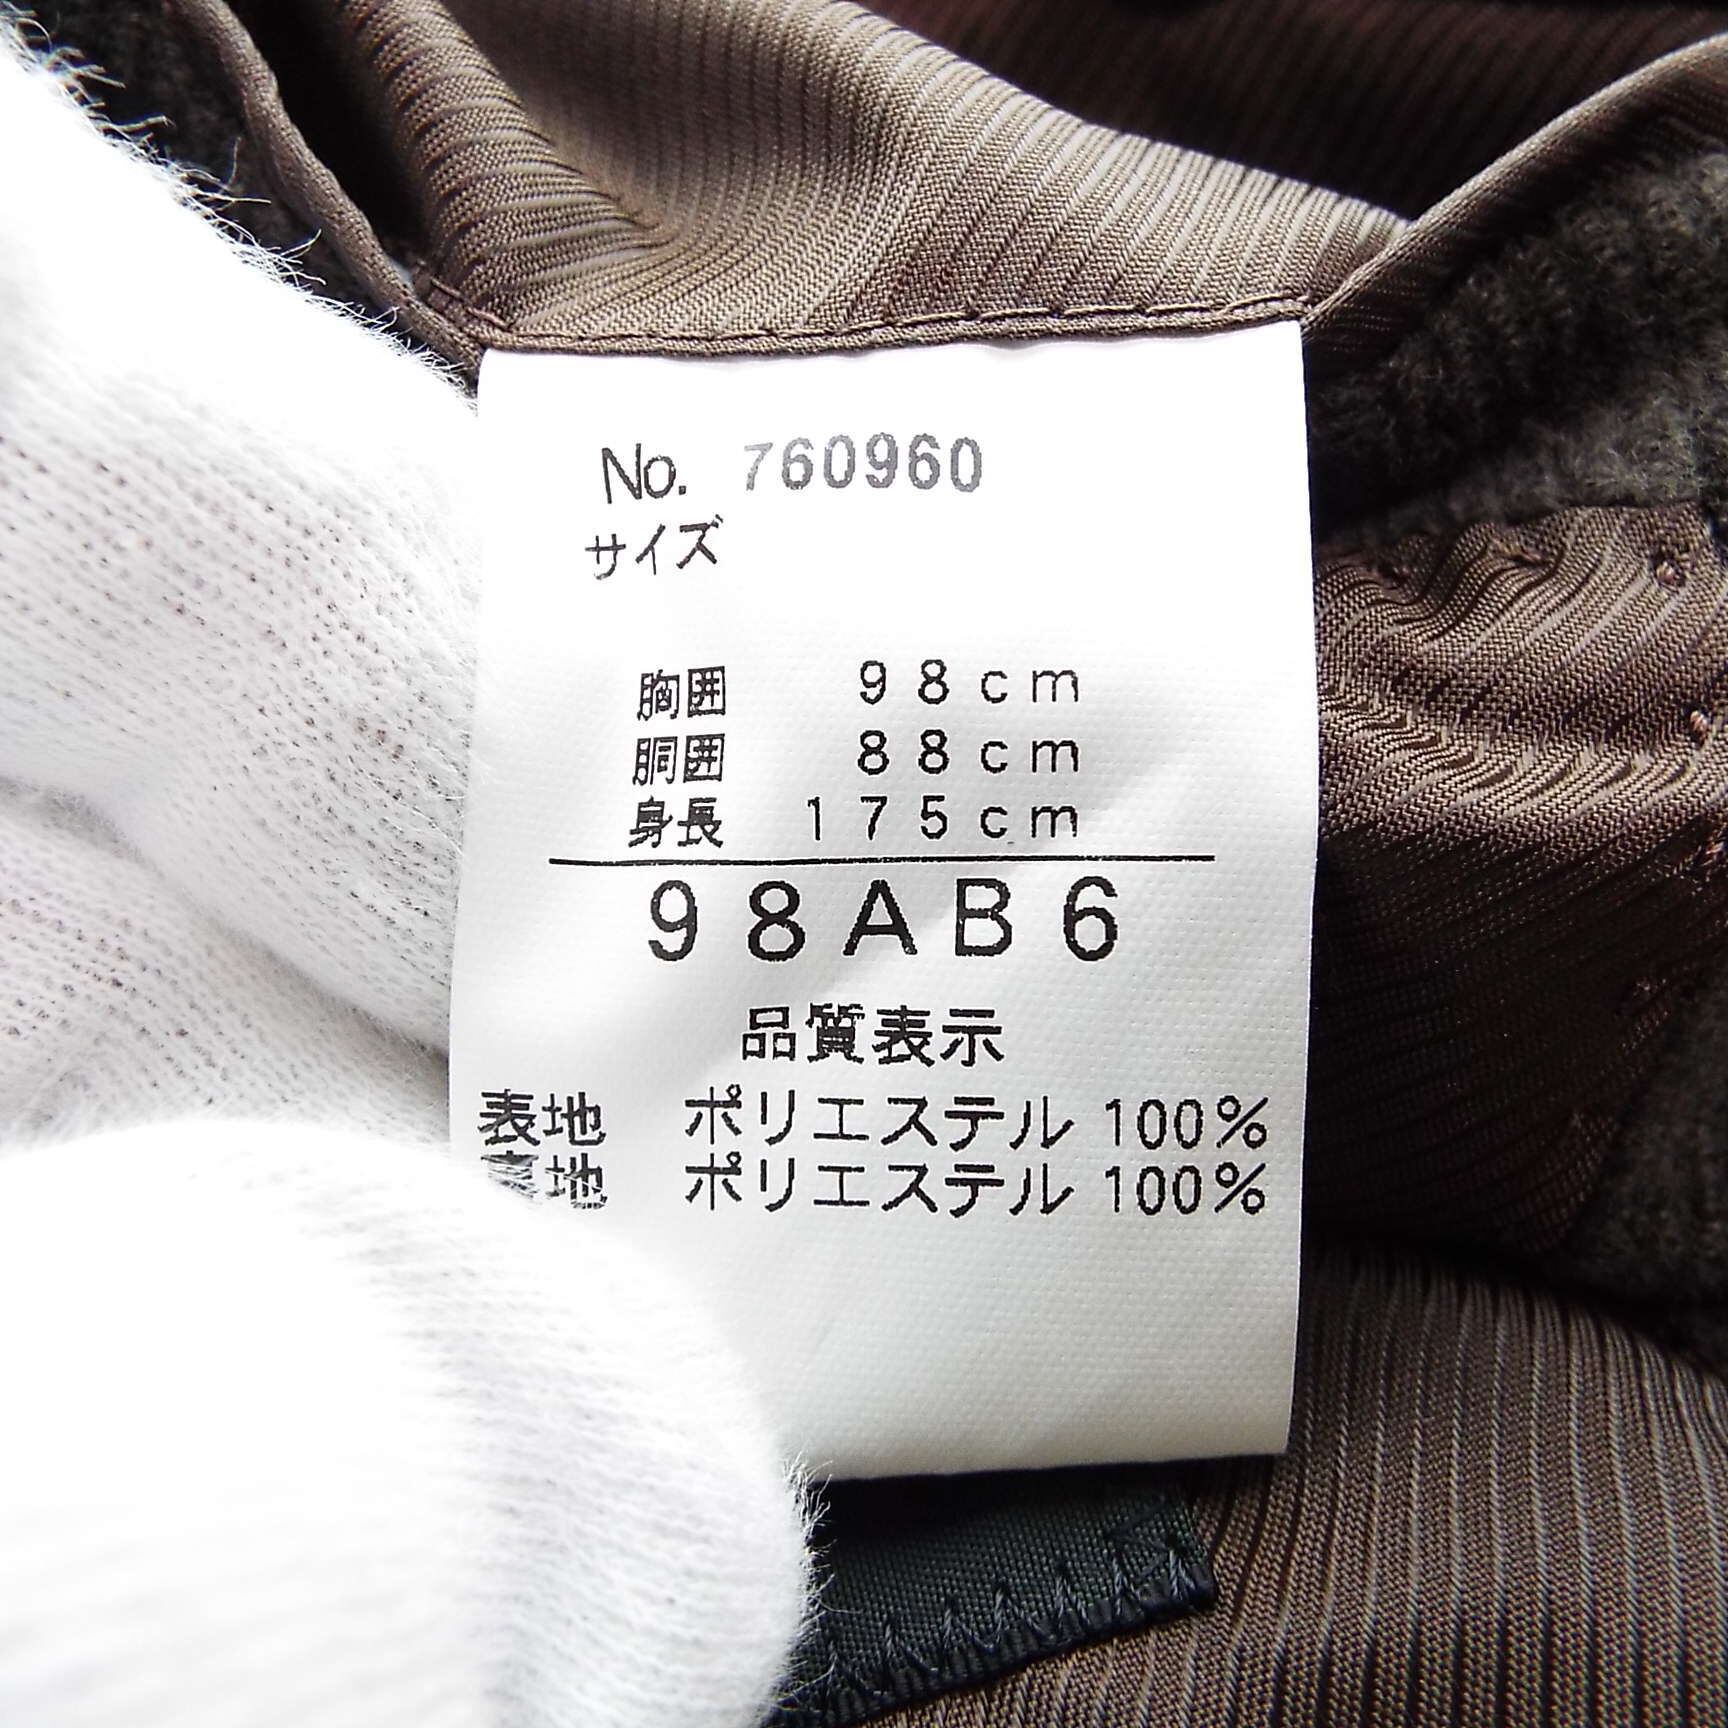 No. 760960
サイズ
胸囲 98cm
胴囲 88cm
身長 175cm
98AB6
品質表示
表地 ポリエステル 100%
裏地 ポリエステル 100%